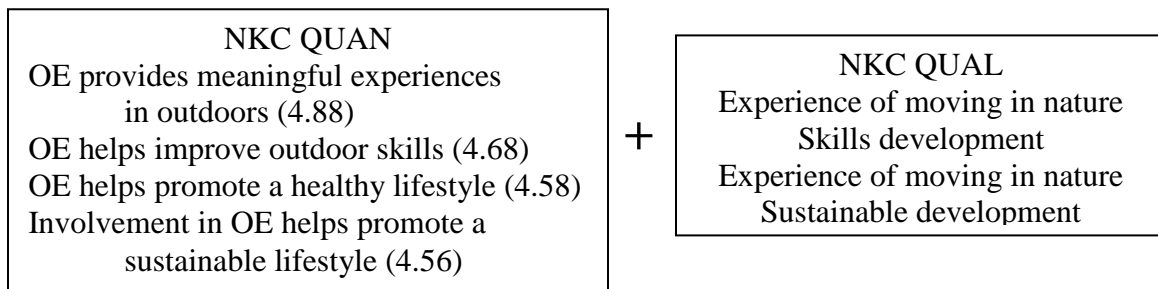 NKC QUAN
OE provides meaningful experiences
in outdoors (4.88)
OE helps improve outdoor skills (4.68)
OE helps promote a healthy lifestyle (4.58)
Involvement in OE helps promote a
sustainable lifestyle (4.56)
+
NKC QUAL
Experience of moving in nature
Skills development
Experience of moving in nature
Sustainable development